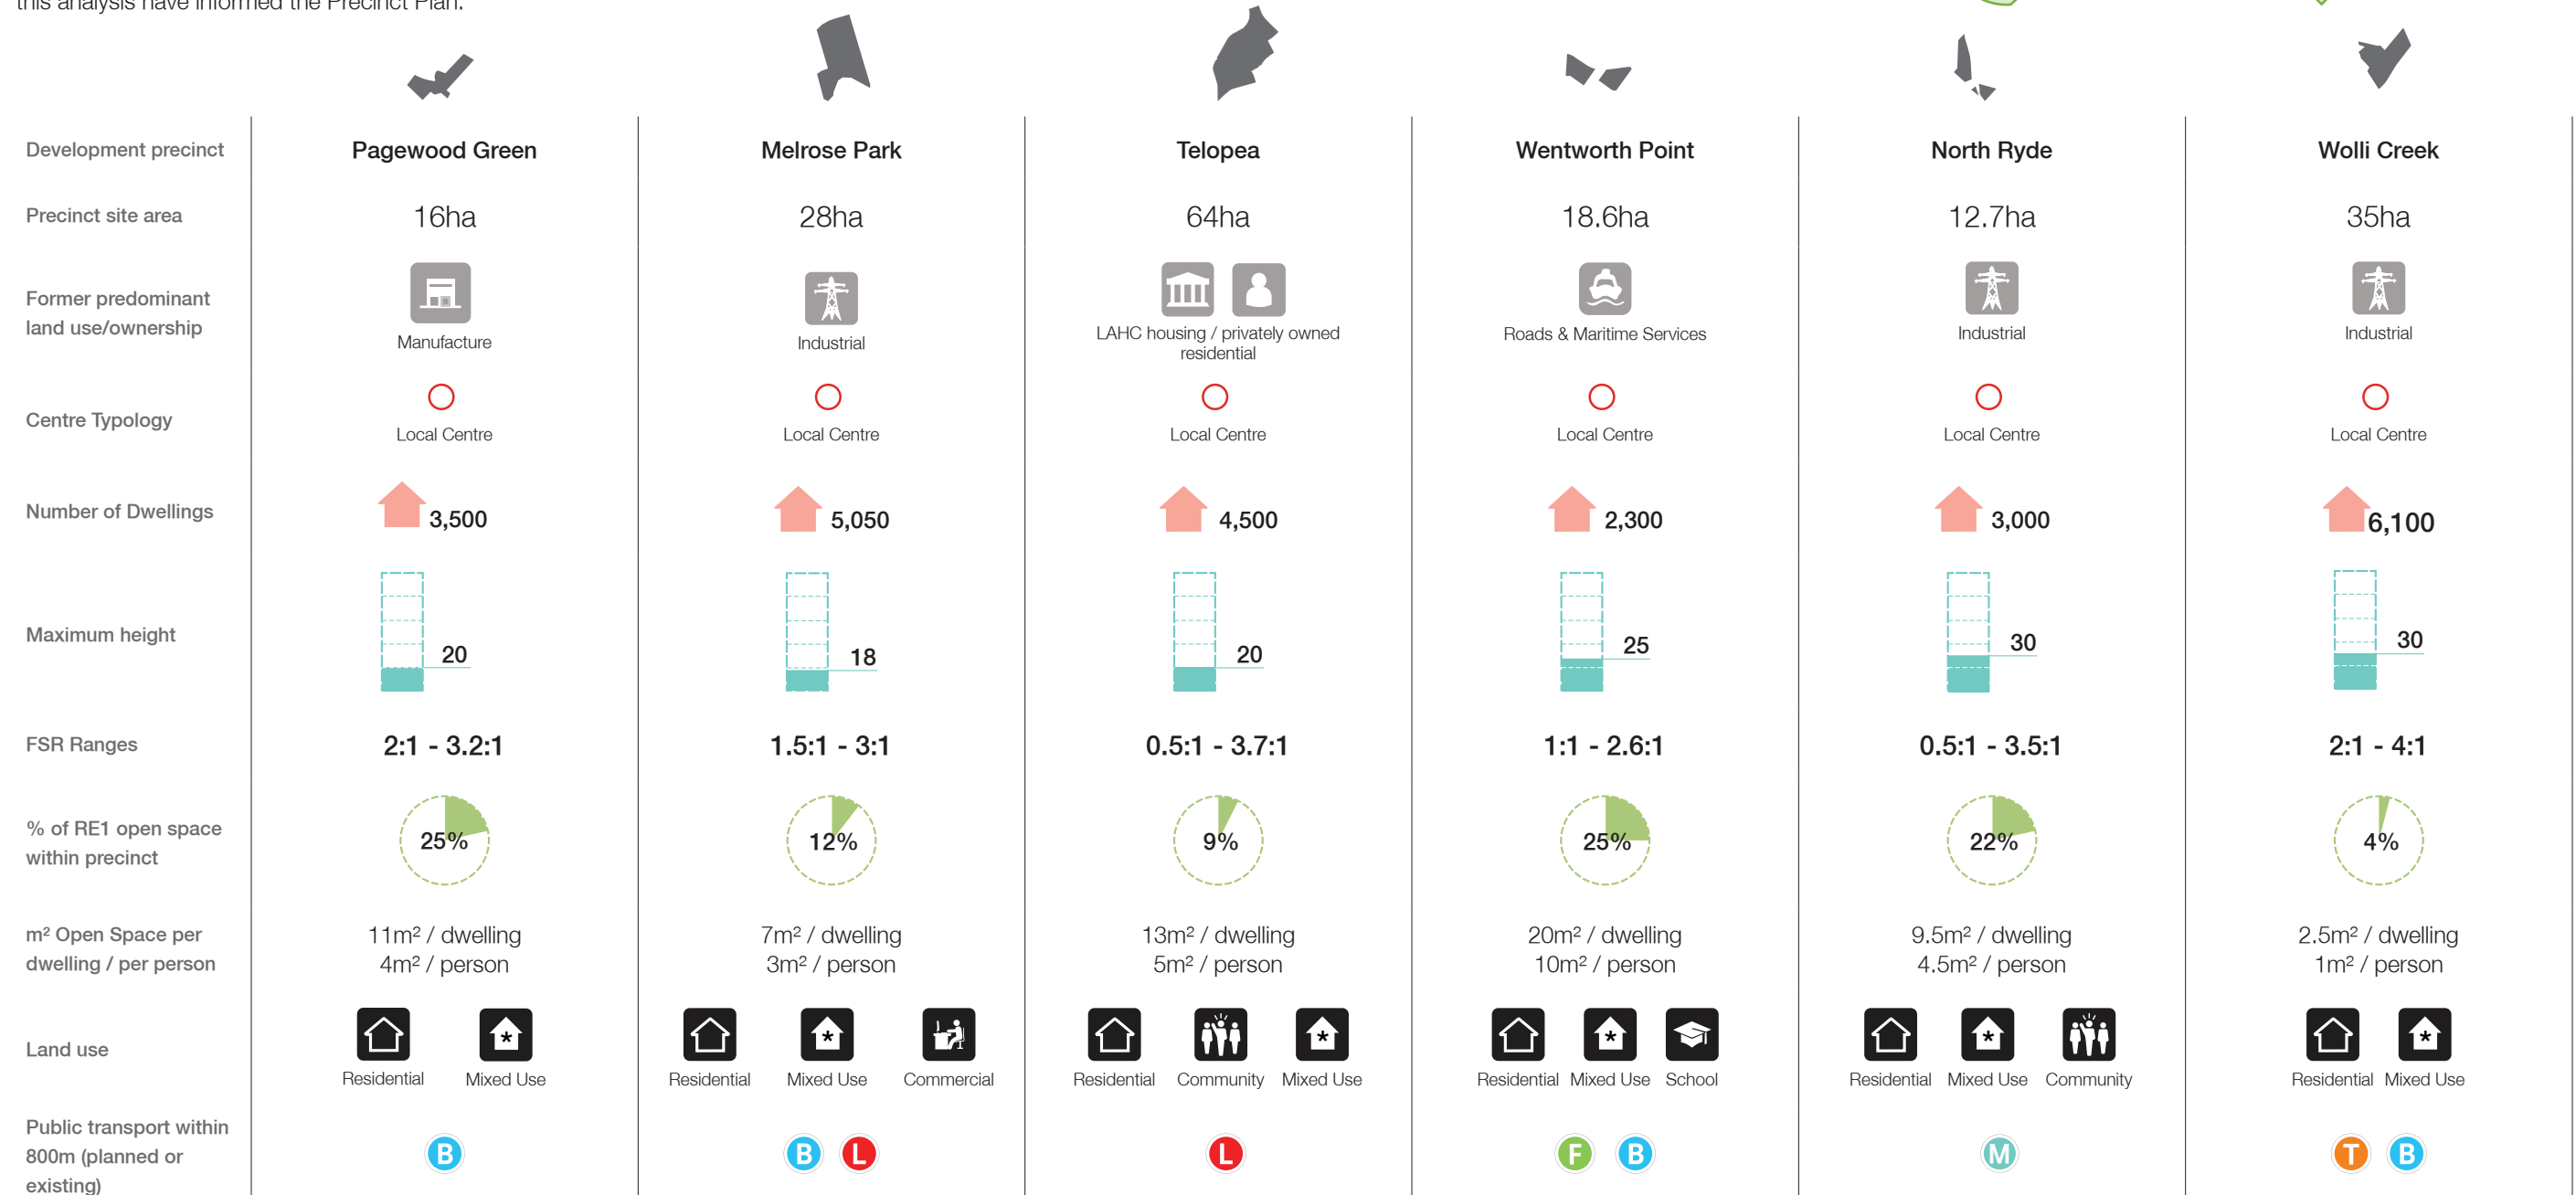 this analysis have informed the Precinct Plan.
Development precinct
Pagewood Green
Melrose Park
Telopea
Wentworth Point
North Ryde
Wolli Creek
Precinct site area
16ha
28ha
64ha
18.6ha
12.7ha
35ha
Former predominant
land use/ownership
Manufacture
Industrial
LAHC housing / privately owned
residential
Roads & Maritime Services
Industrial
Industrial
Centre Typology
Local Centre
Local Centre
Local Centre
Local Centre
Local Centre
Local Centre
Number of Dwellings
3,500
5,050
4,500
2,300
3,000
6,100
Maximum height
20
18
20
25
30
30
FSR Ranges
2:1 - 3.2:1
1.5:1 - 3:1
0.5:1 - 3.7:1
1:1 - 2.6:1
0.5:1 - 3.5:1
2:1 - 4:1
% of RE1 open space
within precinct
25%
12%
9%
25%
22%
4%
m² Open Space per
dwelling / per person
11m² / dwelling
4m² / person
7m² / dwelling
3m² / person
13m² / dwelling
5m² / person
20m² / dwelling
10m² / person
9.5m² / dwelling
4.5m² / person
2.5m² / dwelling
1m² / person
Land use
Residential
Mixed Use
Residential
Mixed Use
Commercial
Residential
Community
Mixed Use
Residential
Mixed Use
School
Residential
Mixed Use
Community
Residential
Mixed Use
Public transport within
800m (planned or
existing)
B
B L
L
F B
M
T B